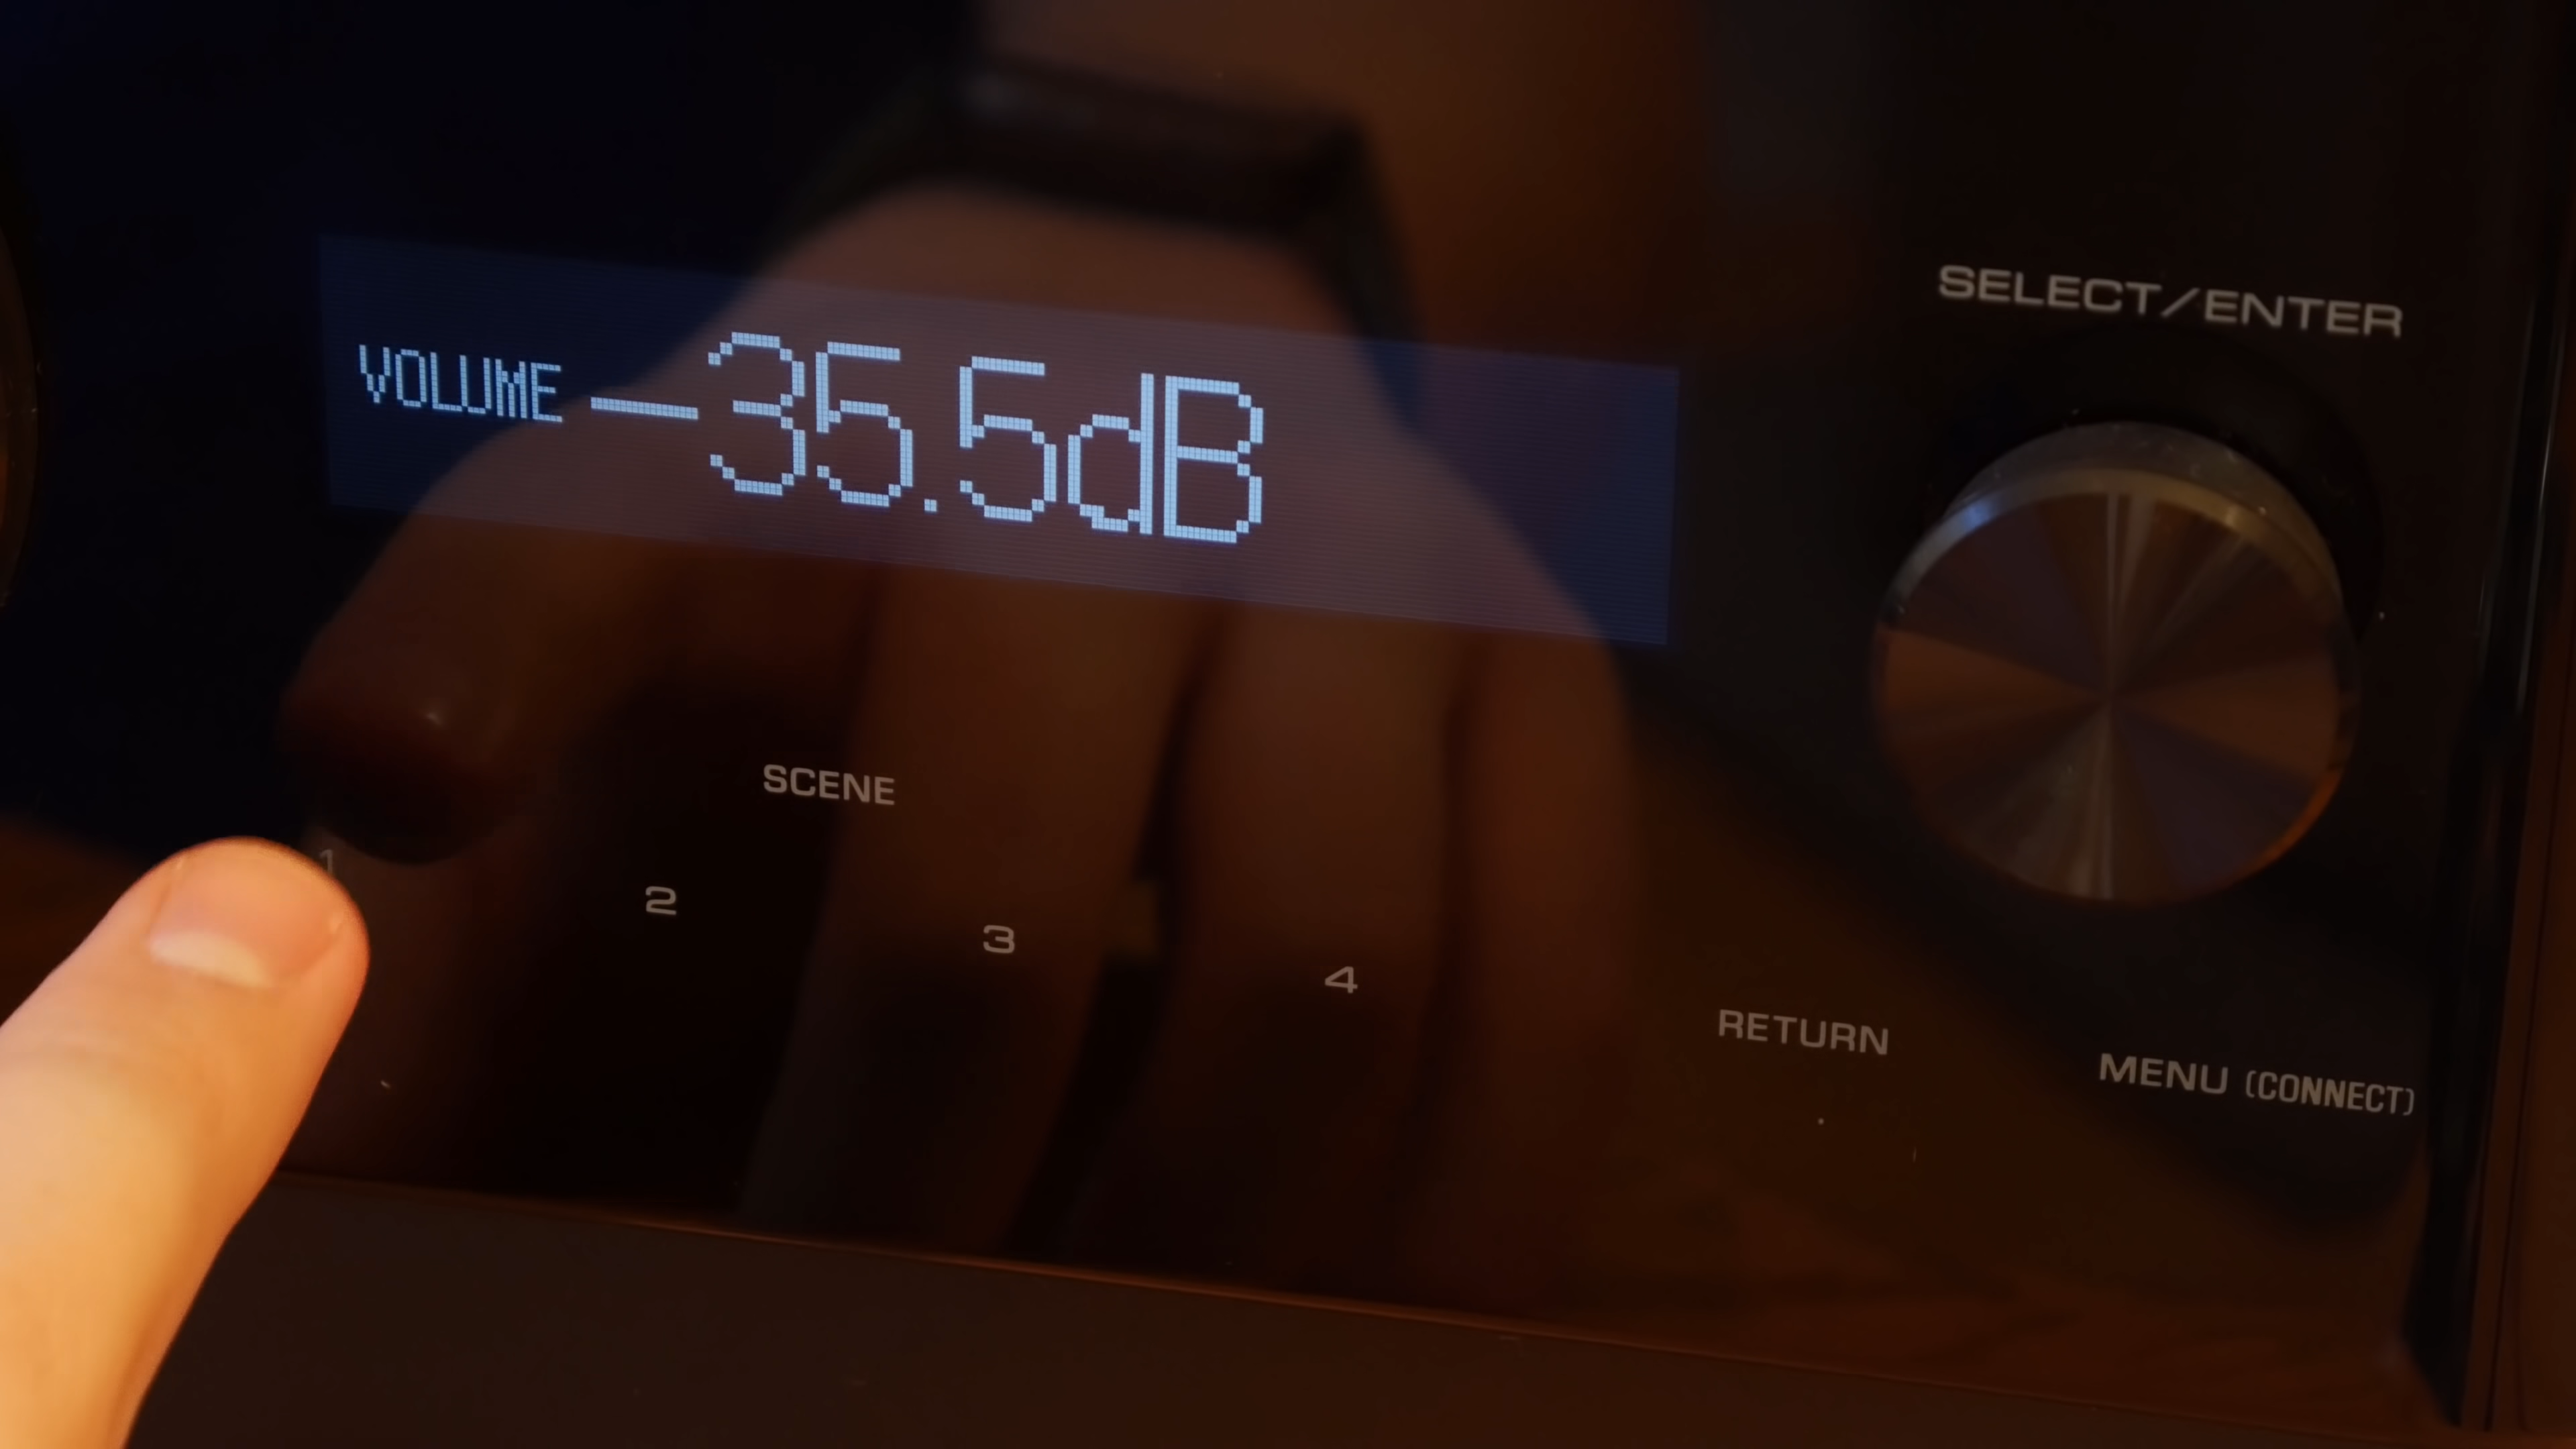 SELECT/ENTER
VOLUME -35.5dB
SCENE
1
2
3
4
RETURN
MENU (CONNECT)